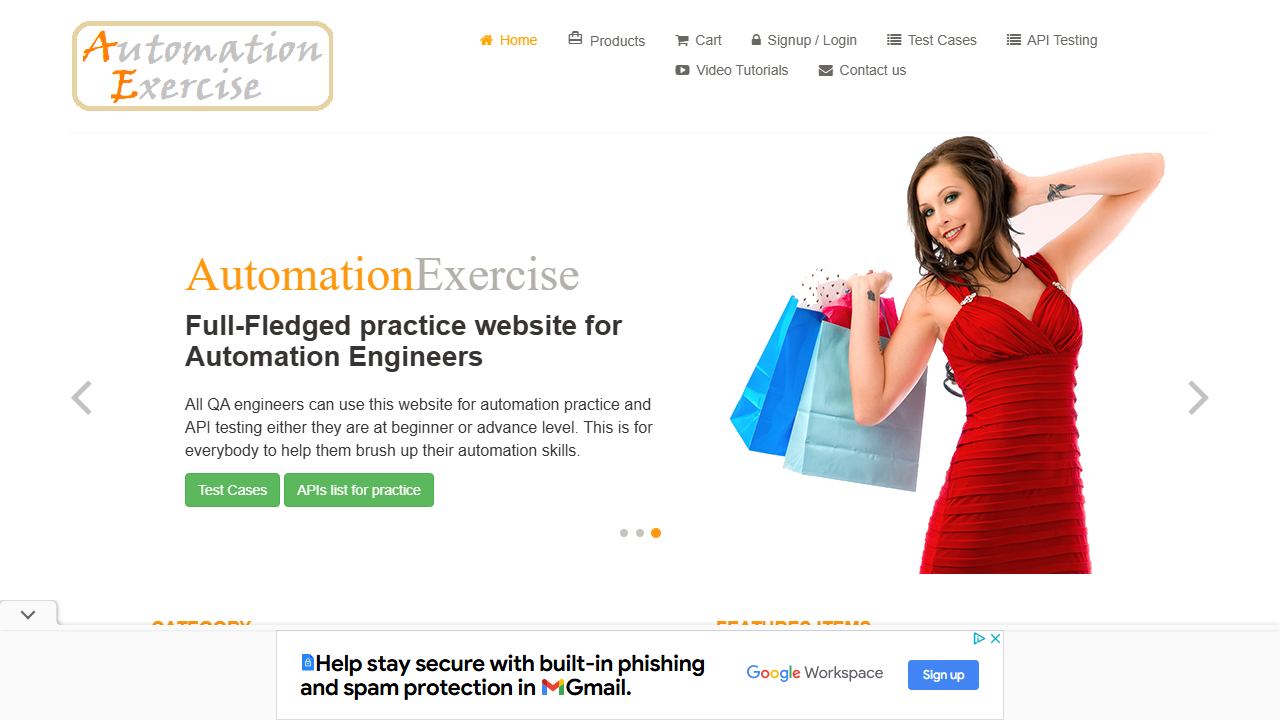 Automation
Exercise
Home
Products
Cart
Signup / Login
Test Cases
API Testing
Video Tutorials
Contact us
AutomationExercise
Full-Fledged practice website for
Automation Engineers
All QA engineers can use this website for automation practice and
API testing either they are at beginner or advance level. This is for
everybody to help them brush up their automation skills.
Test Cases
APIs list for practice
CATEGORY
FEATURES ITEMS
Help stay secure with built-in phishing
and spam protection in Gmail.
Google Workspace
Sign up